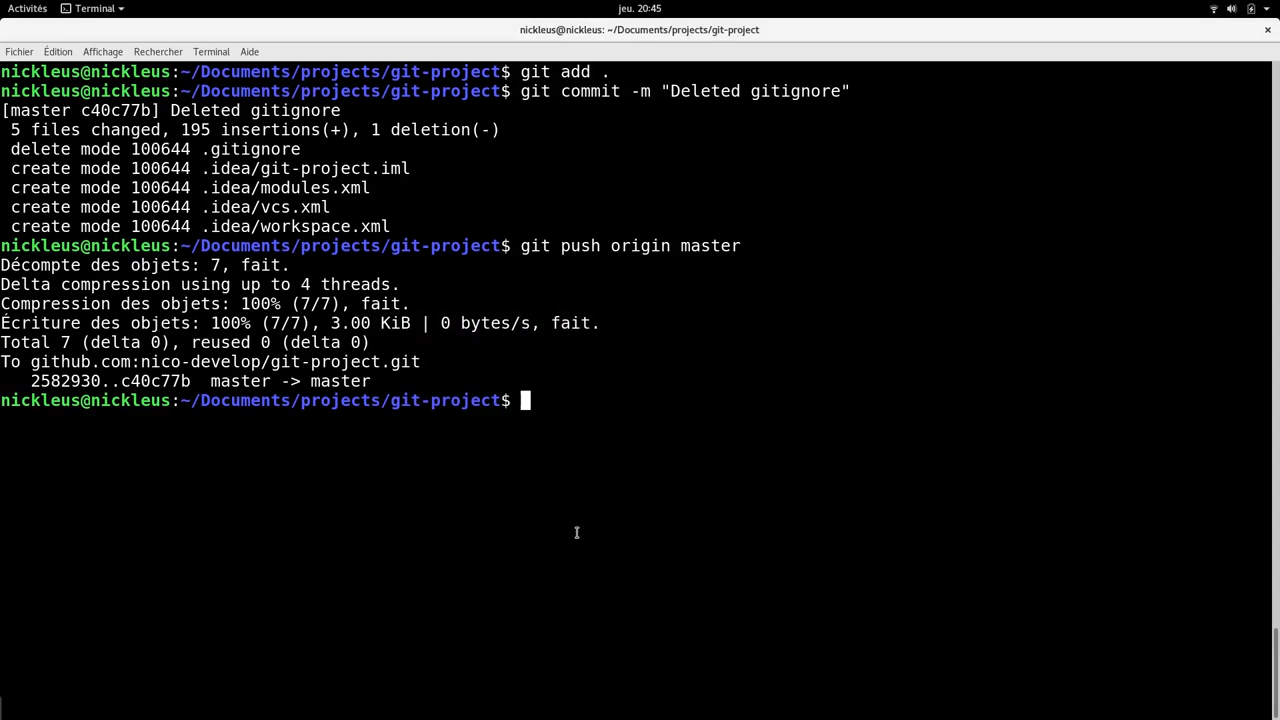 Activités Terminal jeu. 20:45
nickleus@nickleus: ~/Documents/projects/git-project
Fichier Édition Affichage Rechercher Terminal Aide
nickleus@nickleus:~/Documents/projects/git-project$ git add .
nickleus@nickleus:~/Documents/projects/git-project$ git commit -m "Deleted gitignore"
[master c40c77b] Deleted gitignore
 5 files changed, 195 insertions(+), 1 deletion(-)
 delete mode 100644 .gitignore
 create mode 100644 .idea/git-project.iml
 create mode 100644 .idea/modules.xml
 create mode 100644 .idea/vcs.xml
 create mode 100644 .idea/workspace.xml
nickleus@nickleus:~/Documents/projects/git-project$ git push origin master
Décompte des objets: 7, fait.
Delta compression using up to 4 threads.
Compression des objets: 100% (7/7), fait.
Écriture des objets: 100% (7/7), 3.00 KiB | 0 bytes/s, fait.
Total 7 (delta 0), reused 0 (delta 0)
To github.com:nico-develop/git-project.git
   2582930..c40c77b  master -> master
nickleus@nickleus:~/Documents/projects/git-project$